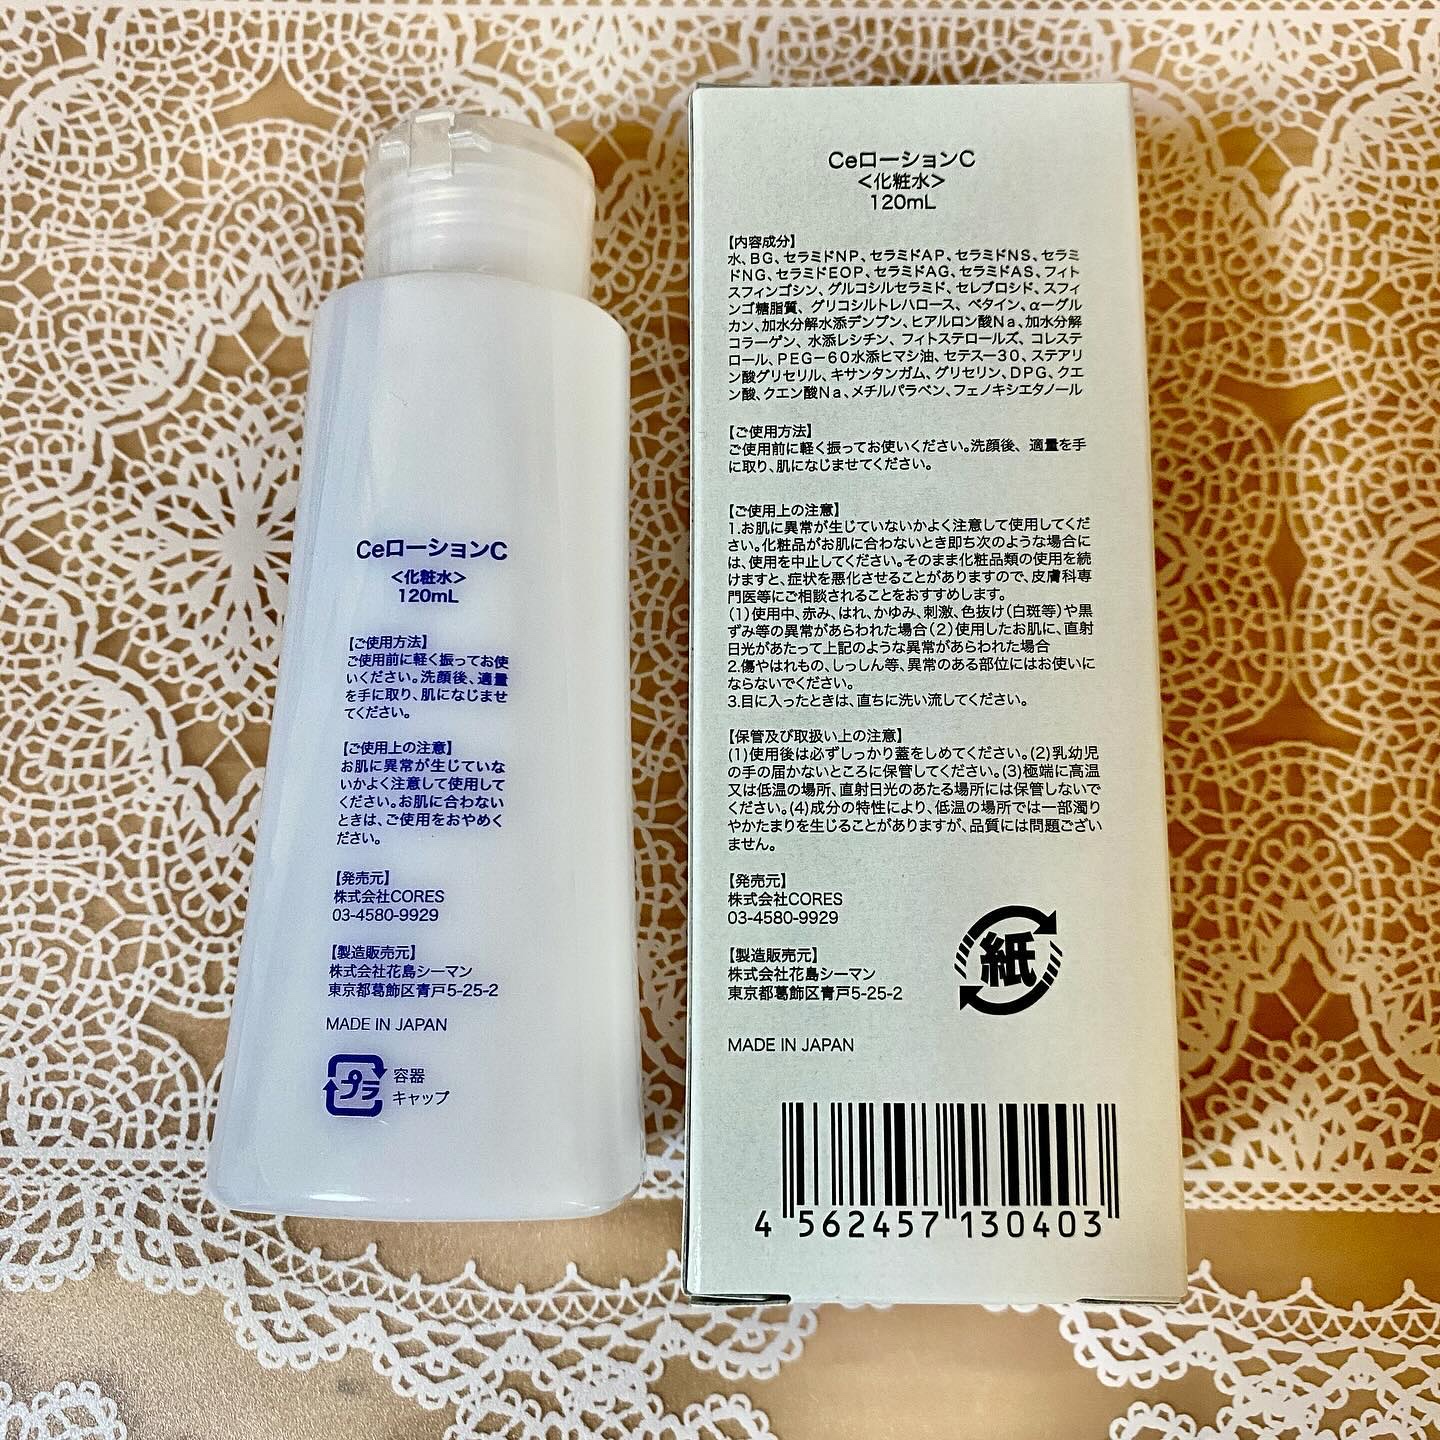 CeローションC
<化粧水>
120mL
【ご使用方法】
ご使用前に軽く振ってお使
いください。洗顔後、適量
を手に取り、肌になじませ
てください。
【ご使用上の注意】
お肌に異常が生じていな
いかよく注意して使用して
ください。お肌に合わない
ときは、ご使用をおやめく
ださい。
【発売元】
株式会社CORES
03-4580-9929
【製造販売元】
株式会社花島シーマン
東京都葛飾区青戸5-25-2
MADE IN JAPAN
プラ
容器
キャップ
CeローションC
<化粧水>
120mL
【内容成分】
水、BG、セラミドNP、セラミドAP、セラミドNS、セラミ
ドNG、セラミドEOP、セラミドAG、セラミドAS、フィト
スフィンゴシン、グルコシルセラミド、セレブロシド、スフィ
ンゴ糖脂質、グリコシルトレハロース、ベタイン、α-グル
カン、加水分解水添デンプン、ヒアルロン酸Na、加水分解
コラーゲン、水添レシチン、フィトステロールズ、コレステ
ロール、PEG-60水添ヒマシ油、セテス-30、ステアリ
ン酸グリセリル、キサンタンガム、グリセリン、DPG、クエ
ン酸、クエン酸Na、メチルパラベン、フェノキシエタノール
【ご使用方法】
ご使用前に軽く振ってお使いください。洗顔後、適量を手
に取り、肌になじませてください。
【ご使用上の注意】
1.お肌に異常が生じていないかよく注意して使用してくだ
さい。化粧品がお肌に合わないとき即ち次のような場合に
は、使用を中止してください。そのまま化粧品類の使用を続
けますと、症状を悪化させることがありますので、皮膚科専
門医等にご相談されることをおすすめします。
(1)使用中、赤み、はれ、かゆみ、刺激、色抜け(白斑等)や黒
ずみ等の異常があらわれた場合(2)使用したお肌に、直射
日光があたって上記のような異常があらわれた場合
2.傷やはれもの、しっしん等、異常のある部位にはお使いに
ならないでください。
3.目に入ったときは、直ちに洗い流してください。
【保管及び取扱い上の注意】
(1)使用後は必ずしっかり蓋をしめてください。(2)乳幼児
の手の届かないところに保管してください。(3)極端に高温
又は低温の場所、直射日光のあたる場所には保管しないで
ください。(4)成分の特性により、低温の場所では一部濁り
やかたまりを生じることがありますが、品質には問題ござい
ません。
【発売元】
株式会社CORES
03-4580-9929
【製造販売元】
株式会社花島シーマン
東京都葛飾区青戸5-25-2
紙
MADE IN JAPAN
4 562457 130403